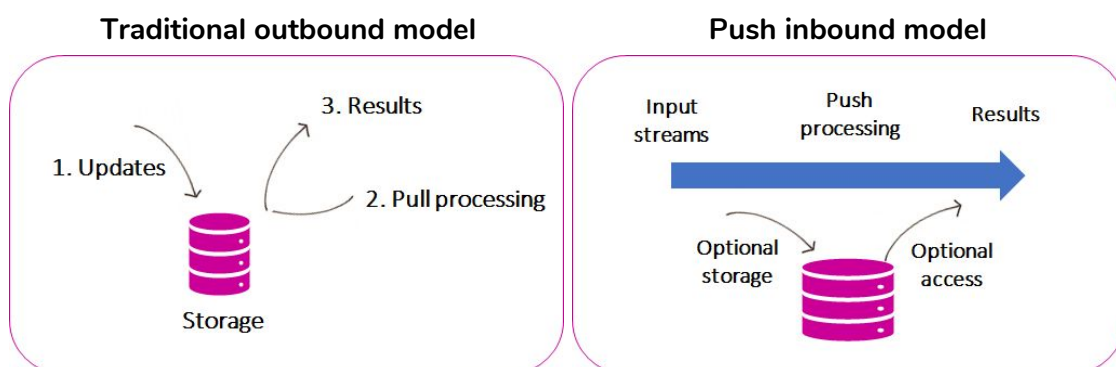 Traditional outbound model
3. Results
1. Updates
2. Pull processing
Storage
Push inbound model
Input
streams
Push
processing
Results
Optional
storage
Optional
access